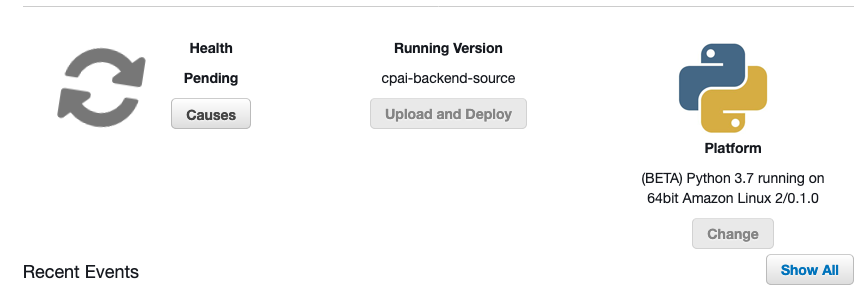 Health
Pending
Causes
Running Version
cpai-backend-source
Upload and Deploy
Platform
(BETA) Python 3.7 running on
64bit Amazon Linux 2/0.1.0
Change
Recent Events
Show All